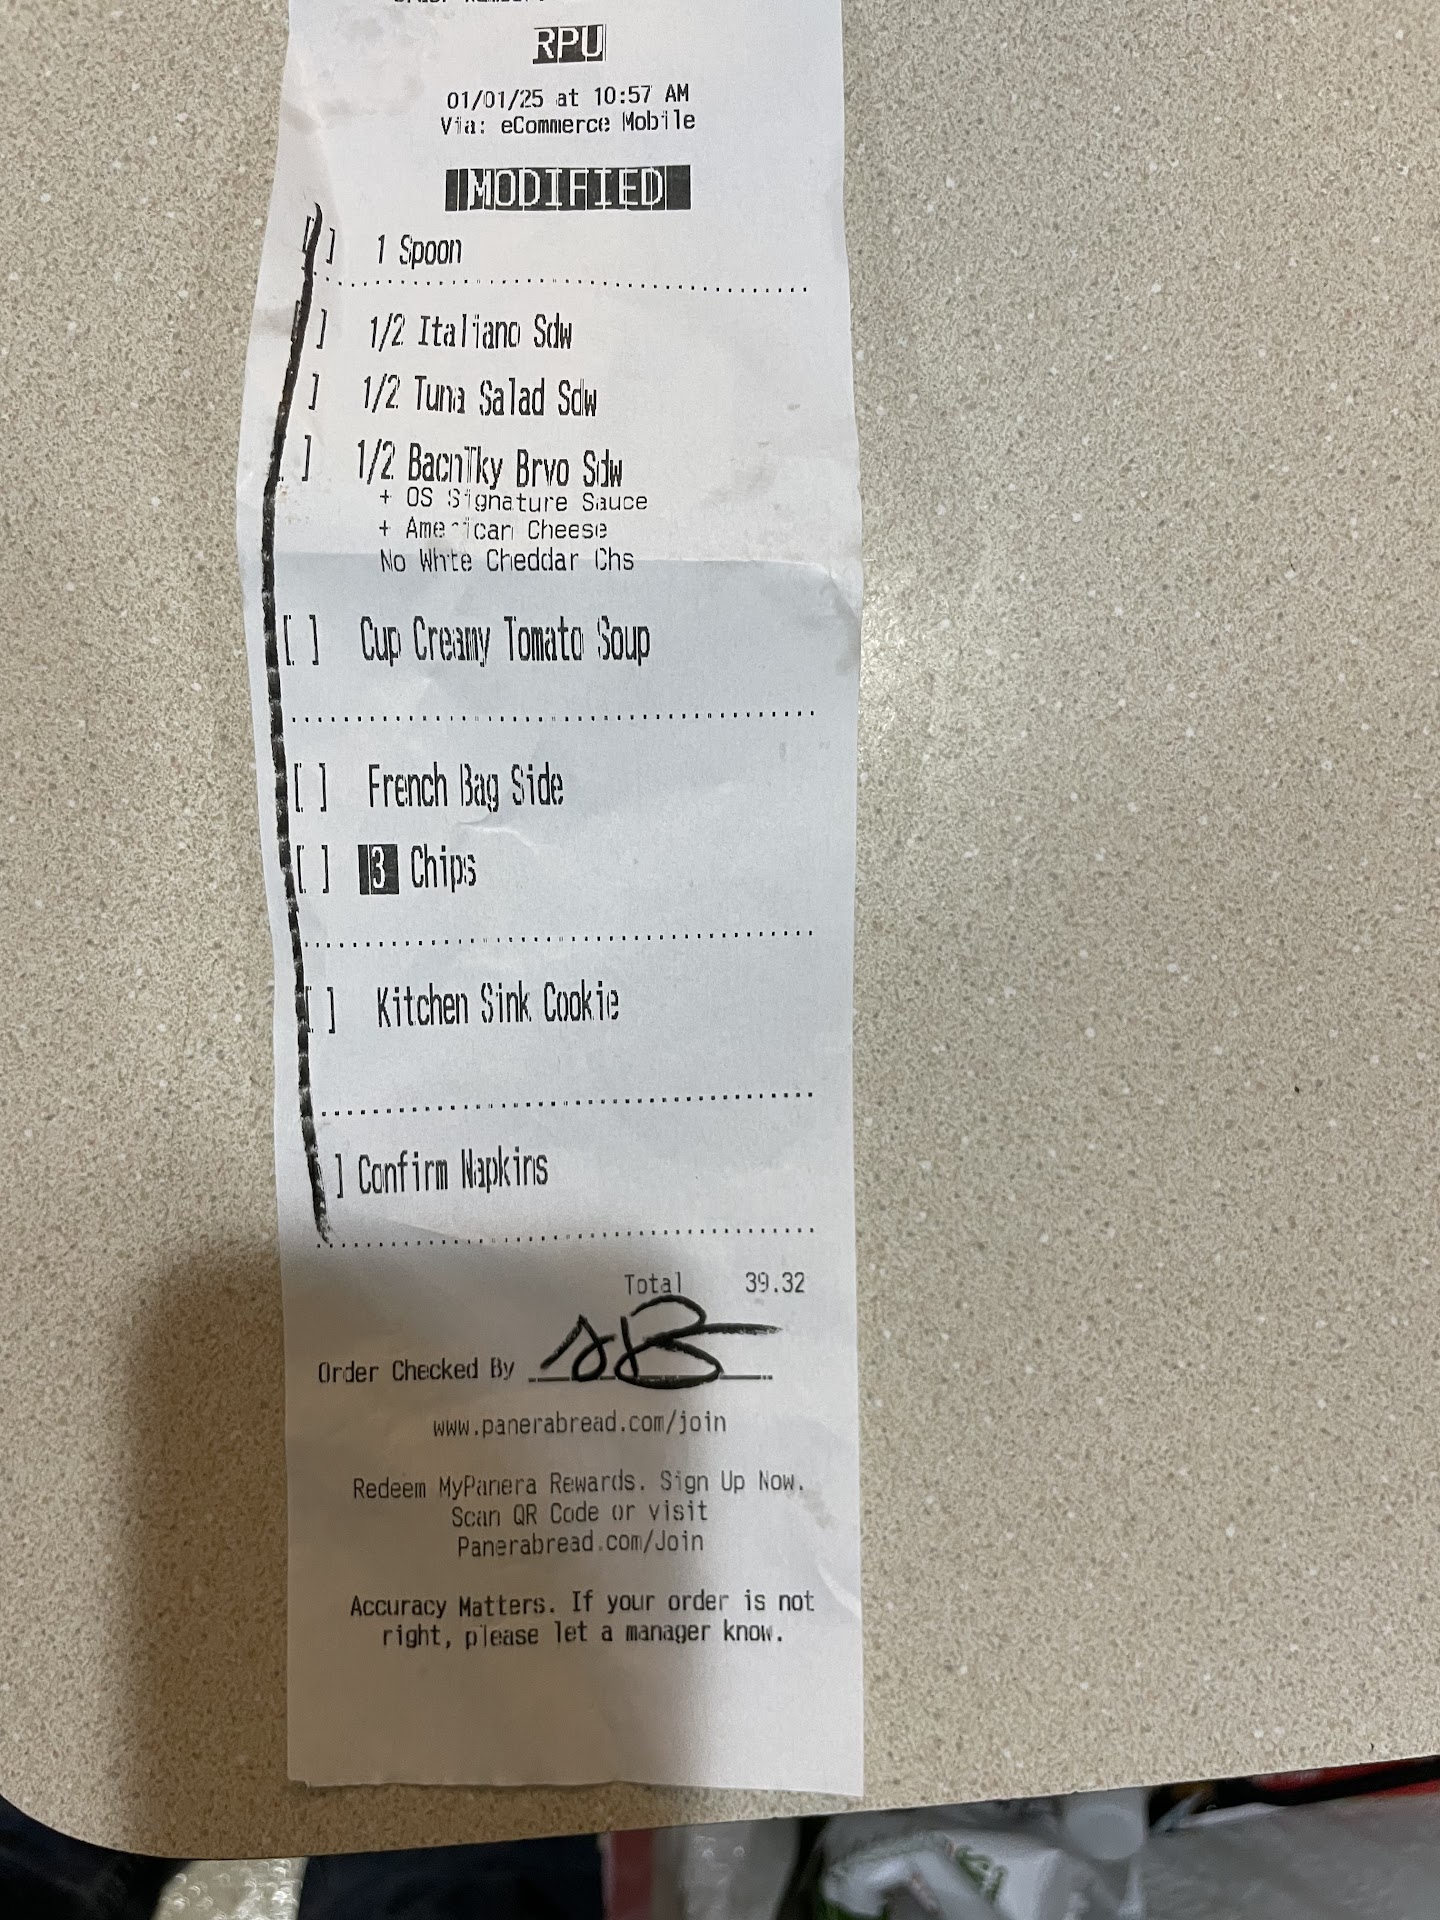 RPU
01/01/25 at 10:57 AM
Via: eCommerce Mobile
MODIFIED
[ ] 1 Spoon
[ ] 1/2 Italiano Sdw
] 1/2 Tuna Salad Sdw
] 1/2 BacnTky Brvo Sdw
+ OS Signature Sauce
+ American Cheese
No White Cheddar Chs
[ ] Cup Creamy Tomato Soup
[ ] French Bag Side
[ ] 3 Chips
[ ] Kitchen Sink Cookie
] Confirm Napkins
Total 39.32
Order Checked By
www.panerabread.com/join
Redeem MyPanera Rewards. Sign Up Now.
Scan QR Code or visit
Panerabread.com/Join
Accuracy Matters. If your order is not
right, please let a manager know.